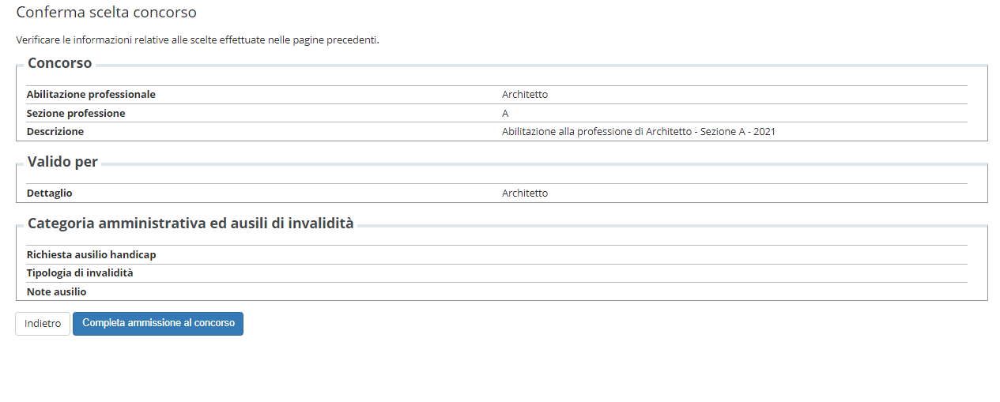 Conferma scelta concorso
Verificare le informazioni relative alle scelte effettuate nelle pagine precedenti.
Concorso
Abilitazione professionale Architetto
Sezione professione A
Descrizione Abilitazione alla professione di Architetto - Sezione A - 2021
Valido per
Dettaglio Architetto
Categoria amministrativa ed ausili di invalidità
Richiesta ausilio handicap
Tipologia di invalidità
Note ausilio
Indietro Completa ammissione al concorso